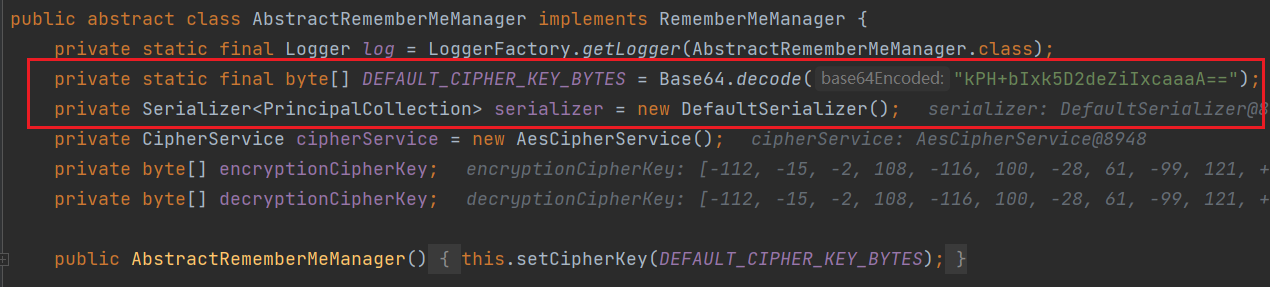 public abstract class AbstractRememberMeManager implements RememberMeManager {
private static final Logger log = LoggerFactory.getLogger(AbstractRememberMeManager.class);
private static final byte[] DEFAULT_CIPHER_KEY_BYTES = Base64.decode( base64Encoded: "kPH+bIxk5D2deZiIxcaaaA==");
private Serializer<PrincipalCollection> serializer = new DefaultSerializer(); serializer: DefaultSerializer@8
private CipherService cipherService = new AesCipherService(); cipherService: AesCipherService@8948
private byte[] encryptionCipherKey; encryptionCipherKey: [-112, -15, -2, 108, -116, 100, -28, 61, -99, 121, +
private byte[] decryptionCipherKey; decryptionCipherKey: [-112, -15, -2, 108, -116, 100, -28, 61, -99, 121, +
public AbstractRememberMeManager() { this.setCipherKey(DEFAULT_CIPHER_KEY_BYTES); }